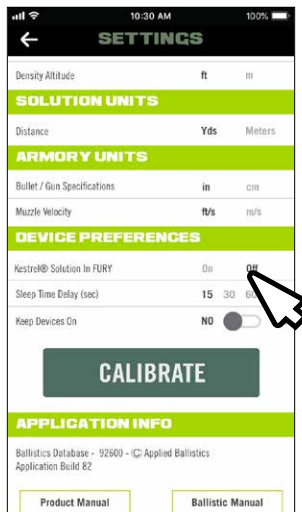 10:30 AM 100%
SETTINGS
Density Altitude ft m
SOLUTION UNITS
Distance Yds Meters
ARMORY UNITS
Bullet / Gun Specifications in cm
Muzzle Velocity ft/s m/s
DEVICE PREFERENCES
Kestrel® Solution In FURY On Off
Sleep Time Delay (sec) 15 30 60
Keep Devices On NO
CALIBRATE
APPLICATION INFO
Ballistics Database - 92600 - © Applied Ballistics
Application Build 82
Product Manual Ballistic Manual